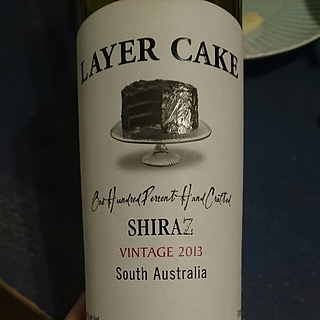 LAYER CAKE
One Hundred Percent Hand Crafted
SHIRAZ
VINTAGE 2013
South Australia